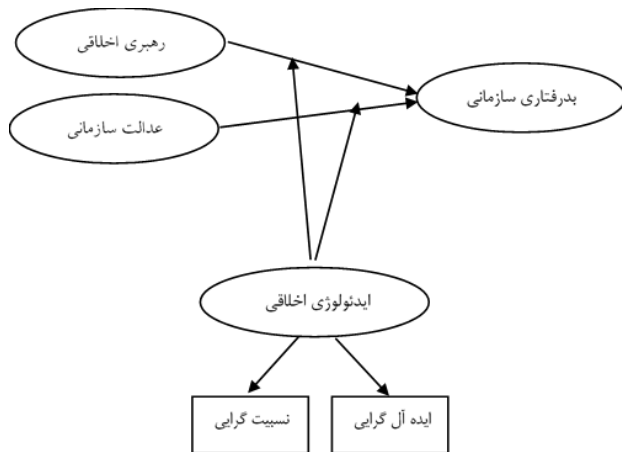 رهبری اخلاقی
بدرفتاری سازمانی
عدالت سازمانی
ایدئولوژی اخلاقی
ایده آل گرایی
نسبیت گرایی